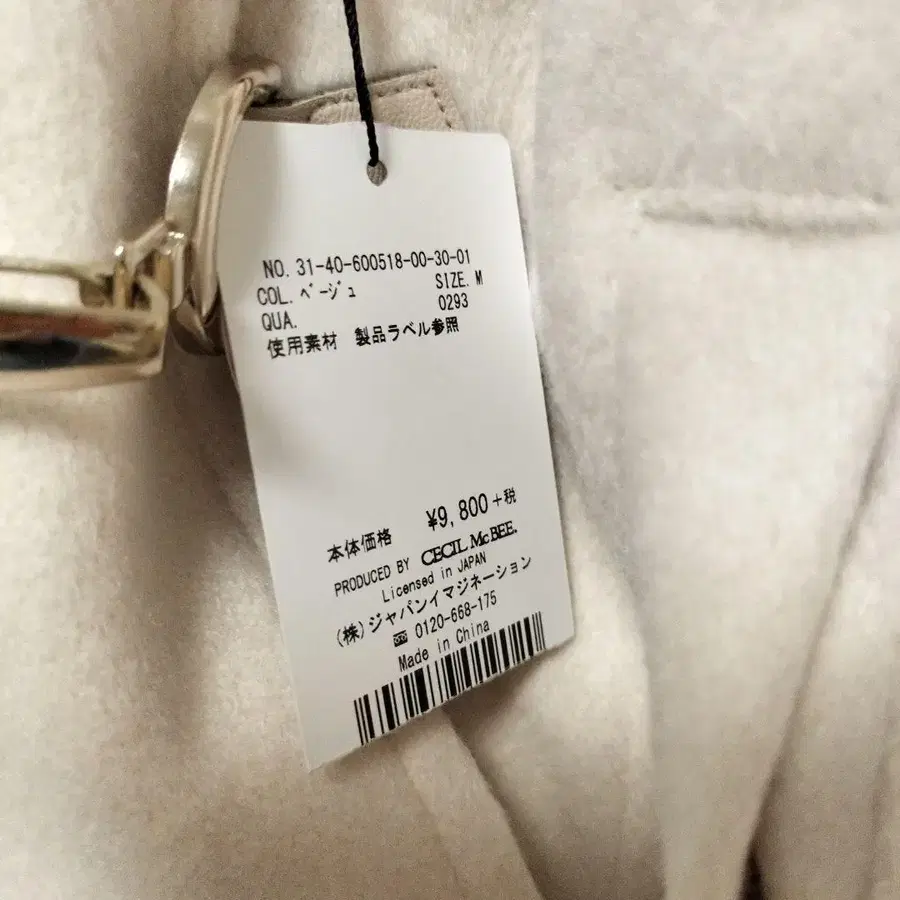 NO. 31-40-600518-00-30-01
COL. ベージュ SIZE. M
QUA. 0293
使用素材 製品ラベル参照
本体価格 ¥9,800+税
PRODUCED BY CECIL McBEE.
Licensed in JAPAN
(株)ジャパンイマジネーション
0120-668-175
Made in China